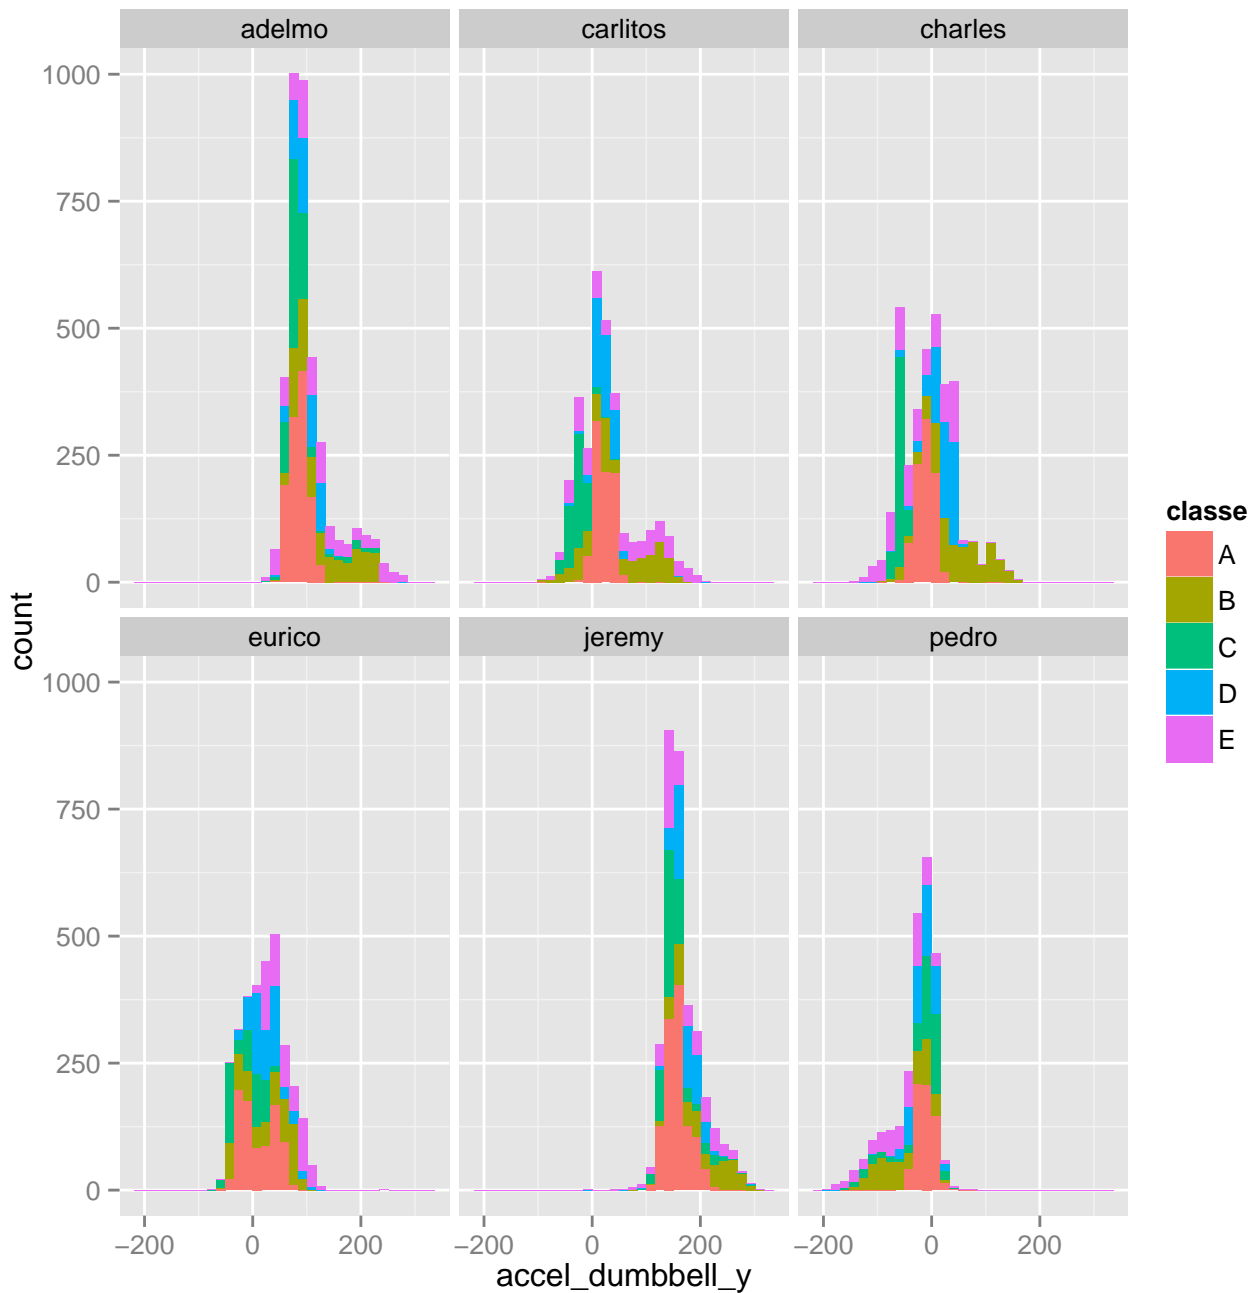 adelmo carlitos charles
1000
750
500
250
0
eurico jeremy pedro
1000
750
500
250
0
−200 0 200 −200 0 200 −200 0 200
accel_dumbbell_y
count
classe
A
B
C
D
E